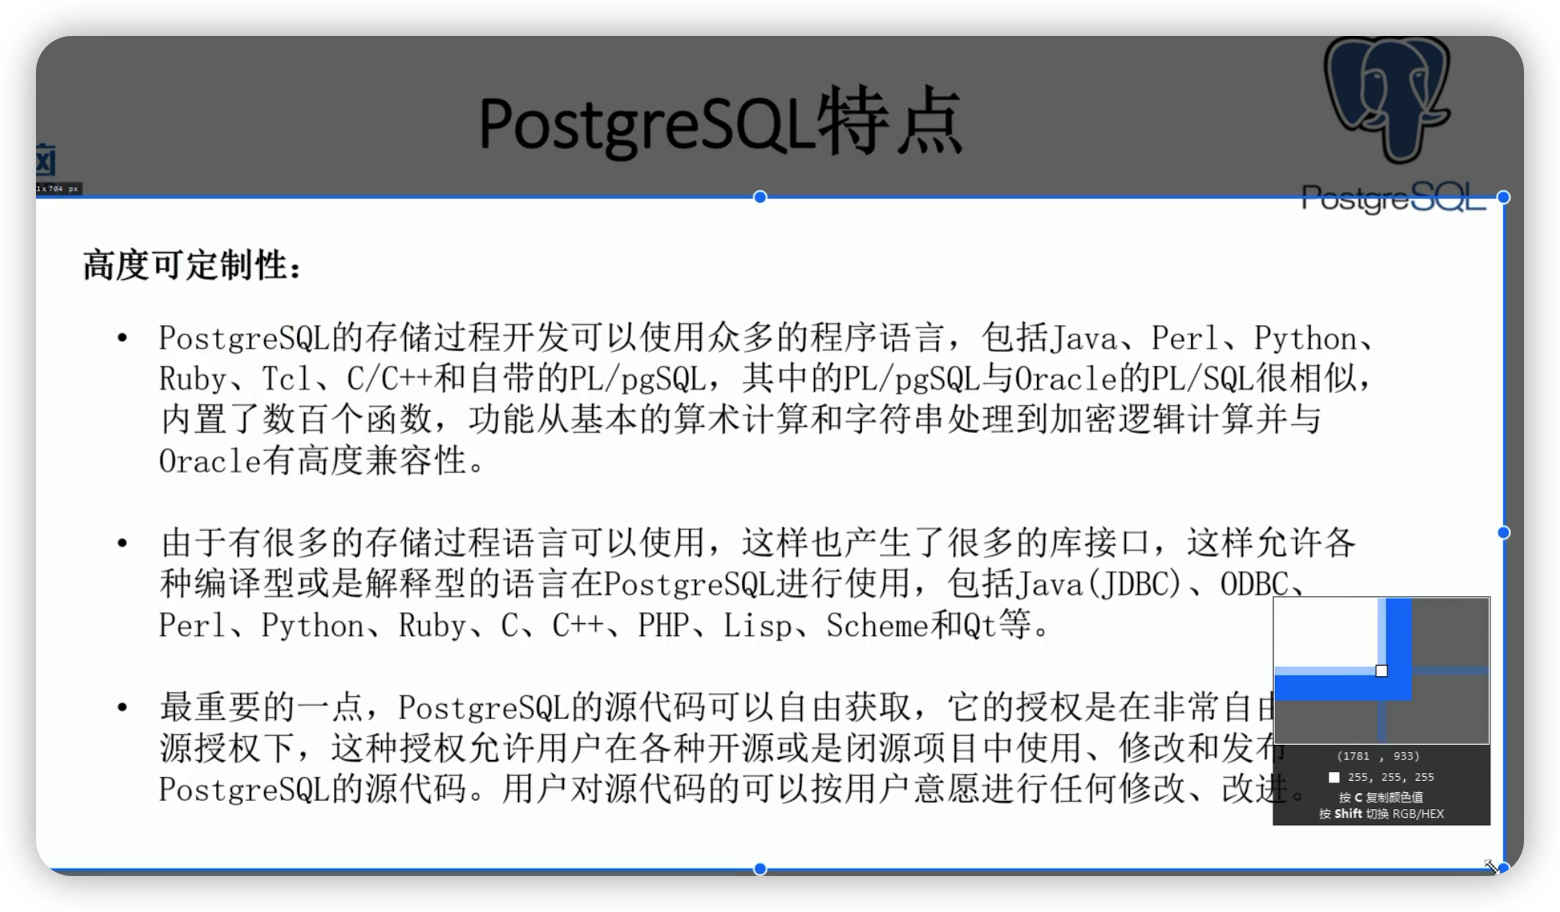 PostgreSQL特点
网
1x704 px
PostgreSQL
高度可定制性：
• PostgreSQL的存储过程开发可以使用众多的程序语言，包括Java、Perl、Python、
Ruby、Tcl、C/C++和自带的PL/pgSQL，其中的PL/pgSQL与Oracle的PL/SQL很相似，
内置了数百个函数，功能从基本的算术计算和字符串处理到加密逻辑计算并与
Oracle有高度兼容性。
• 由于有很多的存储过程语言可以使用，这样也产生了很多的库接口，这样允许各
种编译型或是解释型的语言在PostgreSQL进行使用，包括Java(JDBC)、ODBC、
Perl、Python、Ruby、C、C++、PHP、Lisp、Scheme和Qt等。
• 最重要的一点，PostgreSQL的源代码可以自由获取，它的授权是在非常自由
源授权下，这种授权允许用户在各种开源或是闭源项目中使用、修改和发布
PostgreSQL的源代码。用户对源代码的可以按用户意愿进行任何修改、改进。
(1781 , 933)
255, 255, 255
按 C 复制颜色值
按 Shift 切换 RGB/HEX